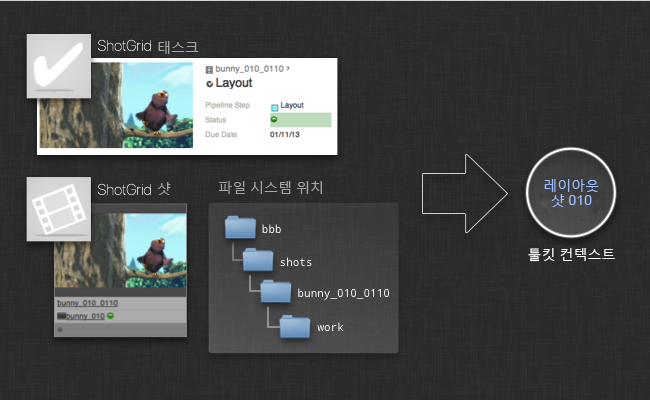 ShotGrid 태스크
bunny_010_0110 >
Layout
Pipeline Step
Layout
Status
Due Date
01/11/13
ShotGrid 샷
bunny_010_0110
bunny_010
파일 시스템 위치
bbb
shots
bunny_010_0110
work
레이아웃
샷 010
툴킷 컨텍스트